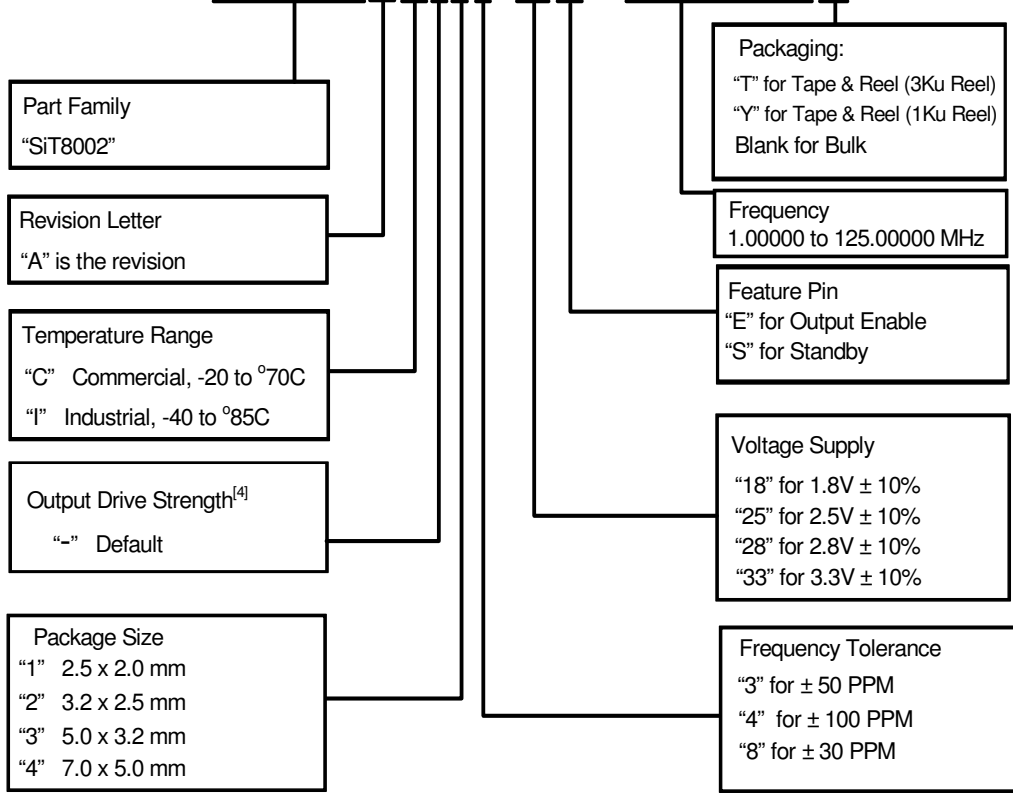 Part Family
“SiT8002”
Revision Letter
“A” is the revision
Temperature Range
“C” Commercial, -20 to º70C
“I” Industrial, -40 to º85C
Output Drive Strength[4]
“-” Default
Package Size
“1” 2.5 x 2.0 mm
“2” 3.2 x 2.5 mm
“3” 5.0 x 3.2 mm
“4” 7.0 x 5.0 mm
Packaging:
“T” for Tape & Reel (3Ku Reel)
“Y” for Tape & Reel (1Ku Reel)
Blank for Bulk
Frequency
1.00000 to 125.00000 MHz
Feature Pin
“E” for Output Enable
“S” for Standby
Voltage Supply
“18” for 1.8V ± 10%
“25” for 2.5V ± 10%
“28” for 2.8V ± 10%
“33” for 3.3V ± 10%
Frequency Tolerance
“3” for ± 50 PPM
“4” for ± 100 PPM
“8” for ± 30 PPM